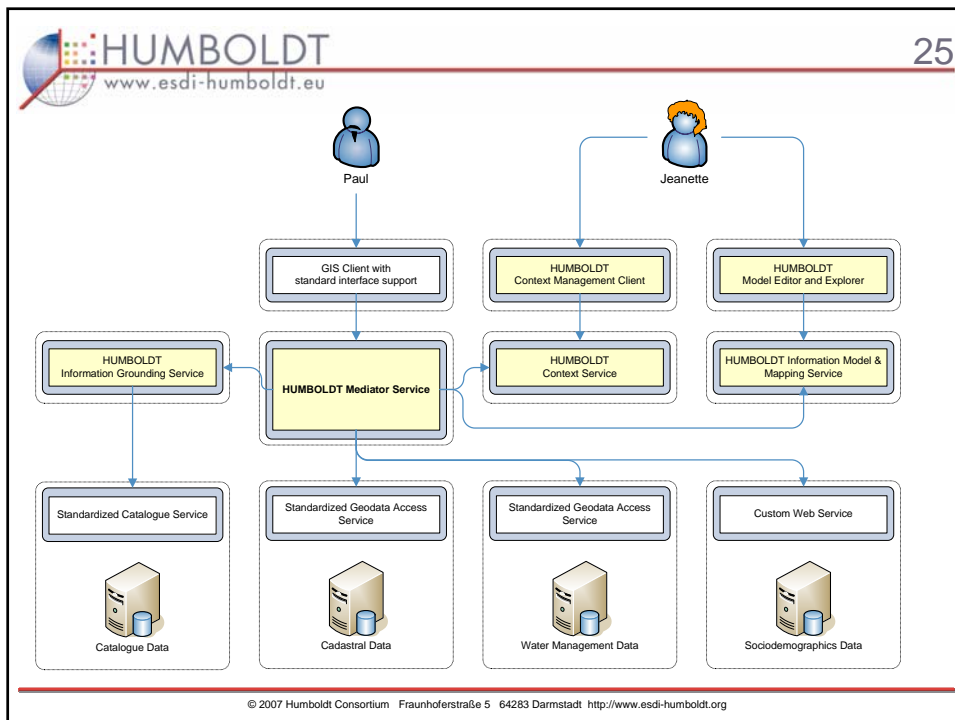 HUMBOLDT
www.esdi-humboldt.eu
25
Paul
Jeanette
GIS Client with
standard interface support
HUMBOLDT
Context Management Client
HUMBOLDT
Model Editor and Explorer
HUMBOLDT
Information Grounding Service
HUMBOLDT Mediator Service
HUMBOLDT
Context Service
HUMBOLDT Information Model &
Mapping Service
Standardized Catalogue Service
Standardized Geodata Access
Service
Standardized Geodata Access
Service
Custom Web Service
Catalogue Data
Cadastral Data
Water Management Data
Sociodemographics Data
© 2007 Humboldt Consortium Fraunhoferstraße 5 64283 Darmstadt http://www.esdi-humboldt.org